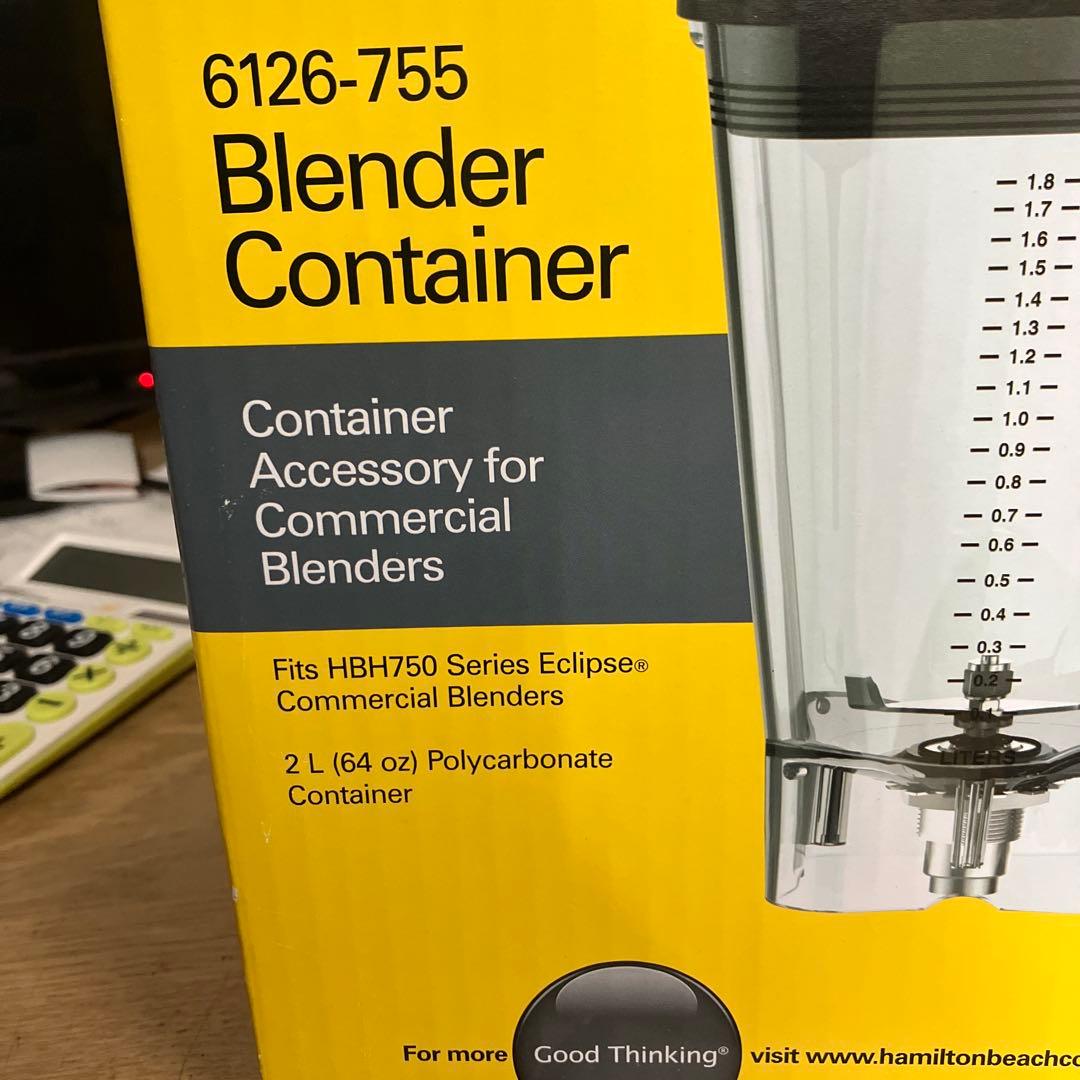 6126-755
Blender
Container
Container
Accessory for
Commercial
Blenders
Fits HBH750 Series Eclipse®
Commercial Blenders
2 L (64 oz) Polycarbonate
Container
1.8
1.7
1.6
1.5
1.4
1.3
1.2
1.1
1.0
0.9
0.8
0.7
0.6
0.5
0.4
0.3
0.2
0.1
LITERS
For more Good Thinking® visit www.hamiltonbeachco